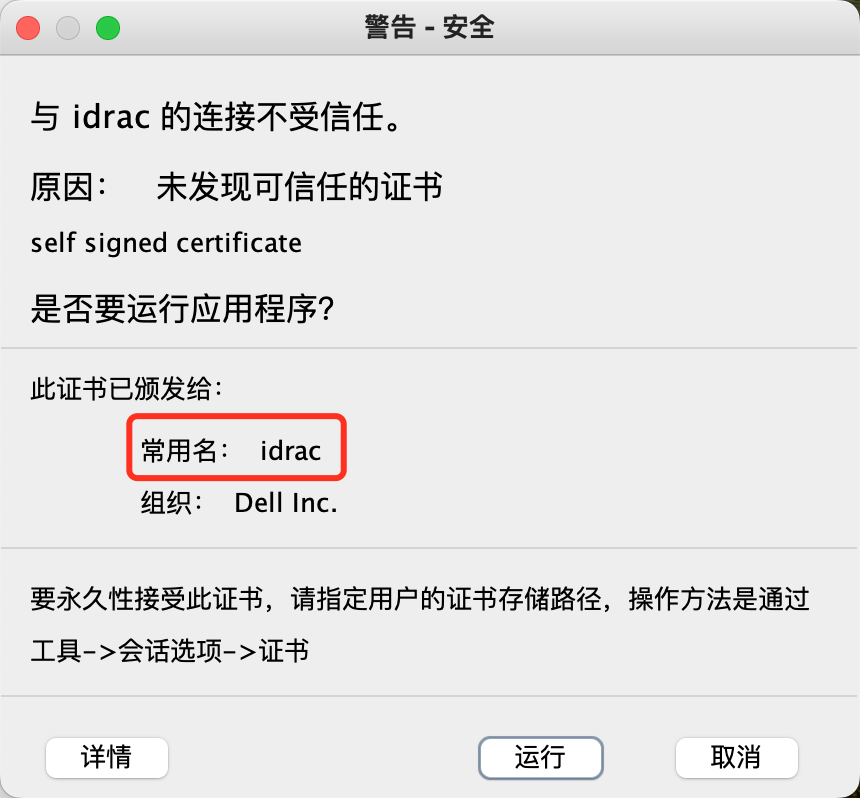 警告 - 安全
与 idrac 的连接不受信任。
原因： 未发现可信任的证书
self signed certificate
是否要运行应用程序?
此证书已颁发给：
常用名： idrac
组织： Dell Inc.
要永久性接受此证书，请指定用户的证书存储路径，操作方法是通过
工具->会话选项->证书
详情 运行 取消